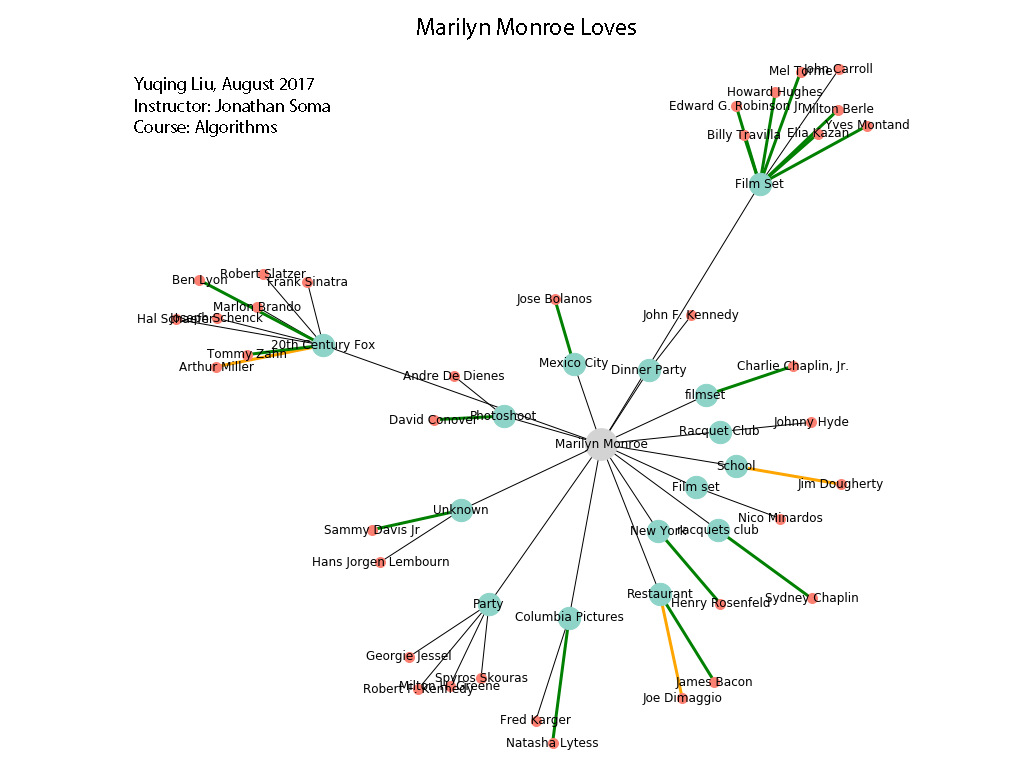 Marilyn Monroe Loves
Yuqing Liu, August 2017
Instructor: Jonathan Soma
Course: Algorithms
Mel Torme
John Carroll
Howard Hughes
Edward G. Robinson Jr.
Milton Berle
Yves Montand
Billy Travilla
Elia Kazan
Film Set
Robert Slatzer
Ben Lyon
Frank Sinatra
Marlon Brando
Hal Schaefer
Joseph Schenck
20th Century Fox
Tommy Zahn
Arthur Miller
Jose Bolanos
John F. Kennedy
Mexico City
Dinner Party
Charlie Chaplin, Jr.
Andre De Dienes
filmset
David Conover
Photoshoot
Johnny Hyde
Racquet Club
Marilyn Monroe
School
Jim Dougherty
Film set
Unknown
Nico Minardos
Sammy Davis Jr
New York
racquets club
Hans Jorgen Lembourn
Restaurant
Henry Rosenfeld
Sydney Chaplin
Party
Columbia Pictures
Georgie Jessel
Spyros Skouras
Robert F. Kennedy
Milton H. Greene
James Bacon
Joe Dimaggio
Fred Karger
Natasha Lytess